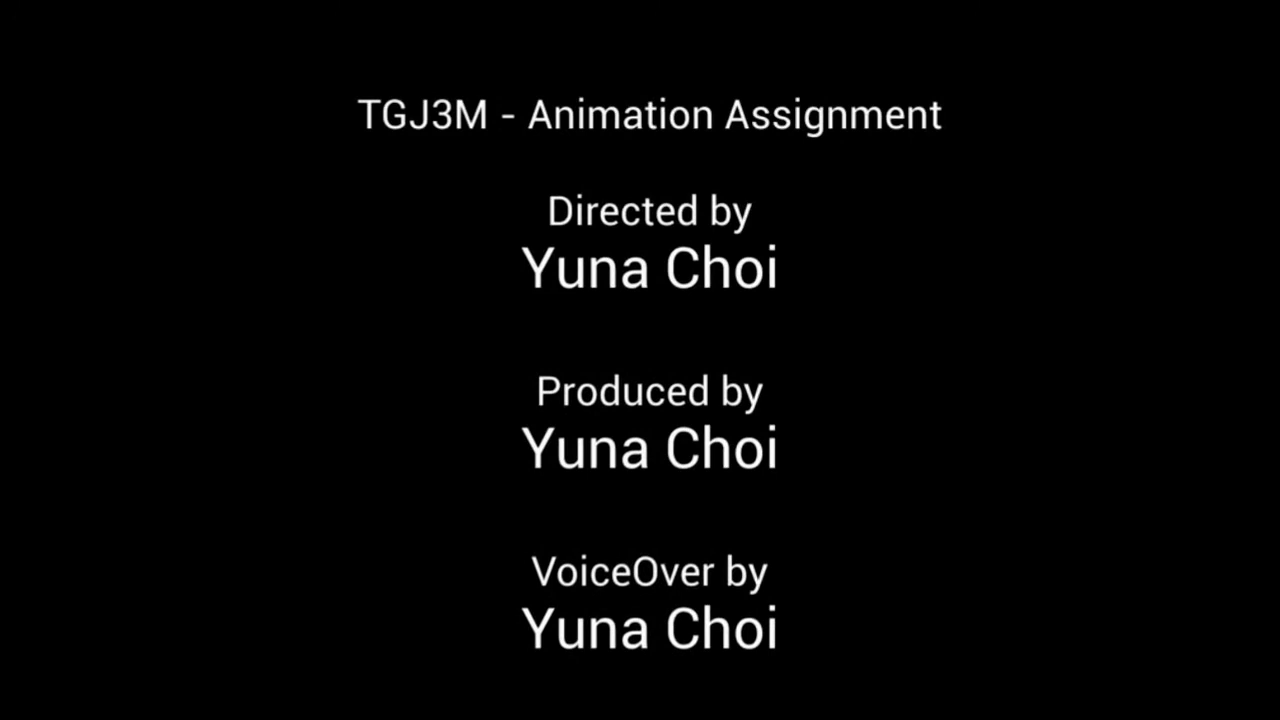 TGJ3M - Animation Assignment
Directed by
Yuna Choi
Produced by
Yuna Choi
VoiceOver by
Yuna Choi